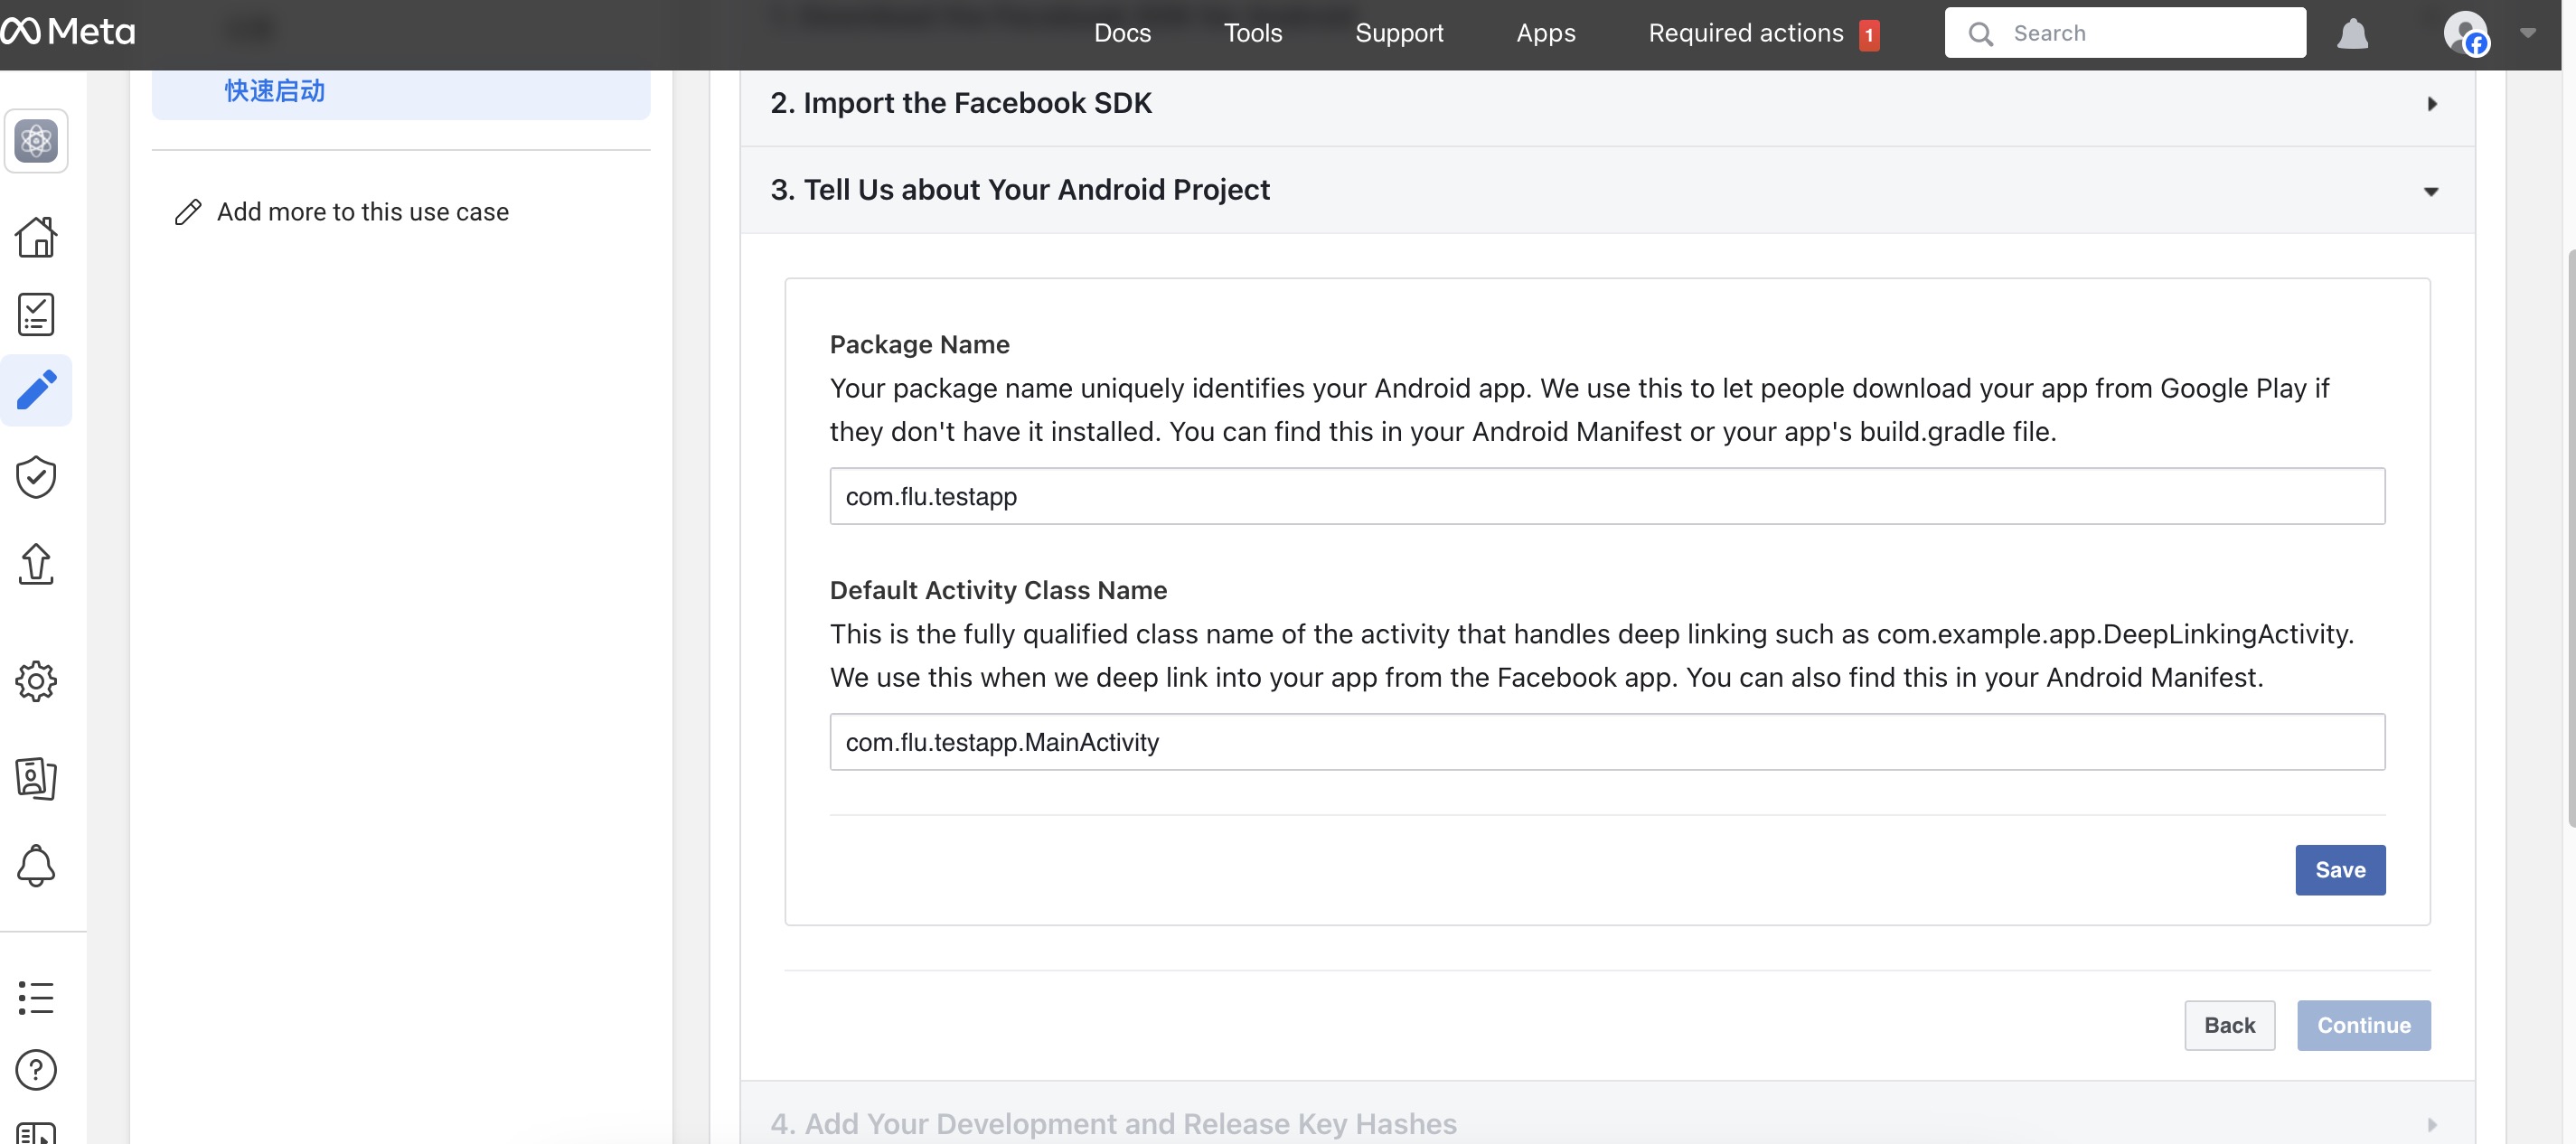 Meta
Docs
Tools
Support
Apps
Required actions 1
Search
快速启动
Add more to this use case
2. Import the Facebook SDK
3. Tell Us about Your Android Project
Package Name
Your package name uniquely identifies your Android app. We use this to let people download your app from Google Play if
they don't have it installed. You can find this in your Android Manifest or your app's build.gradle file.
com.flu.testapp
Default Activity Class Name
This is the fully qualified class name of the activity that handles deep linking such as com.example.app.DeepLinkingActivity.
We use this when we deep link into your app from the Facebook app. You can also find this in your Android Manifest.
com.flu.testapp.MainActivity
Save
Back
Continue
4. Add Your Development and Release Key Hashes